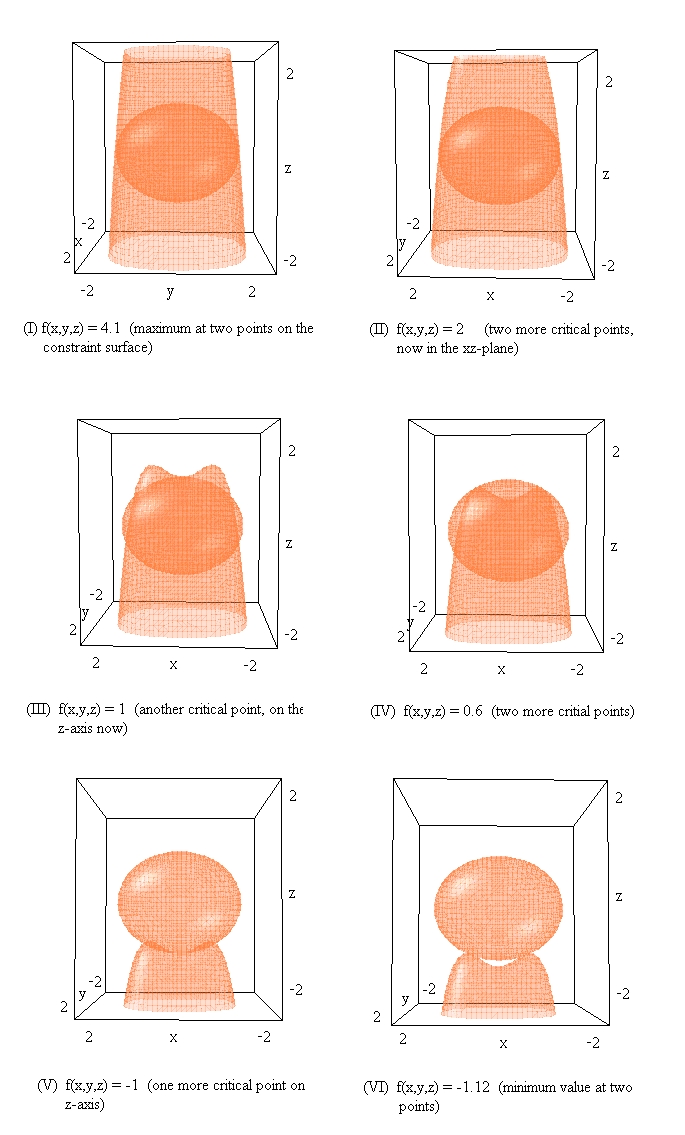 2
z
-2
x
2
-2
-2
y
2
(I) f(x,y,z) = 4.1 (maximum at two points on the
constraint surface)
2
z
-2
y
2
-2
2
x
-2
(II) f(x,y,z) = 2 (two more critical points,
now in the xz-plane)
2
z
-2
y
2
-2
2
x
-2
(III) f(x,y,z) = 1 (another critical point, on the
z-axis now)
2
z
-2
y
2
-2
2
x
-2
(IV) f(x,y,z) = 0.6 (two more critial points)
2
z
-2
y
2
-2
2
x
-2
(V) f(x,y,z) = -1 (one more critical point on
z-axis)
2
z
-2
y
2
-2
2
x
-2
(VI) f(x,y,z) = -1.12 (minimum value at two
points)